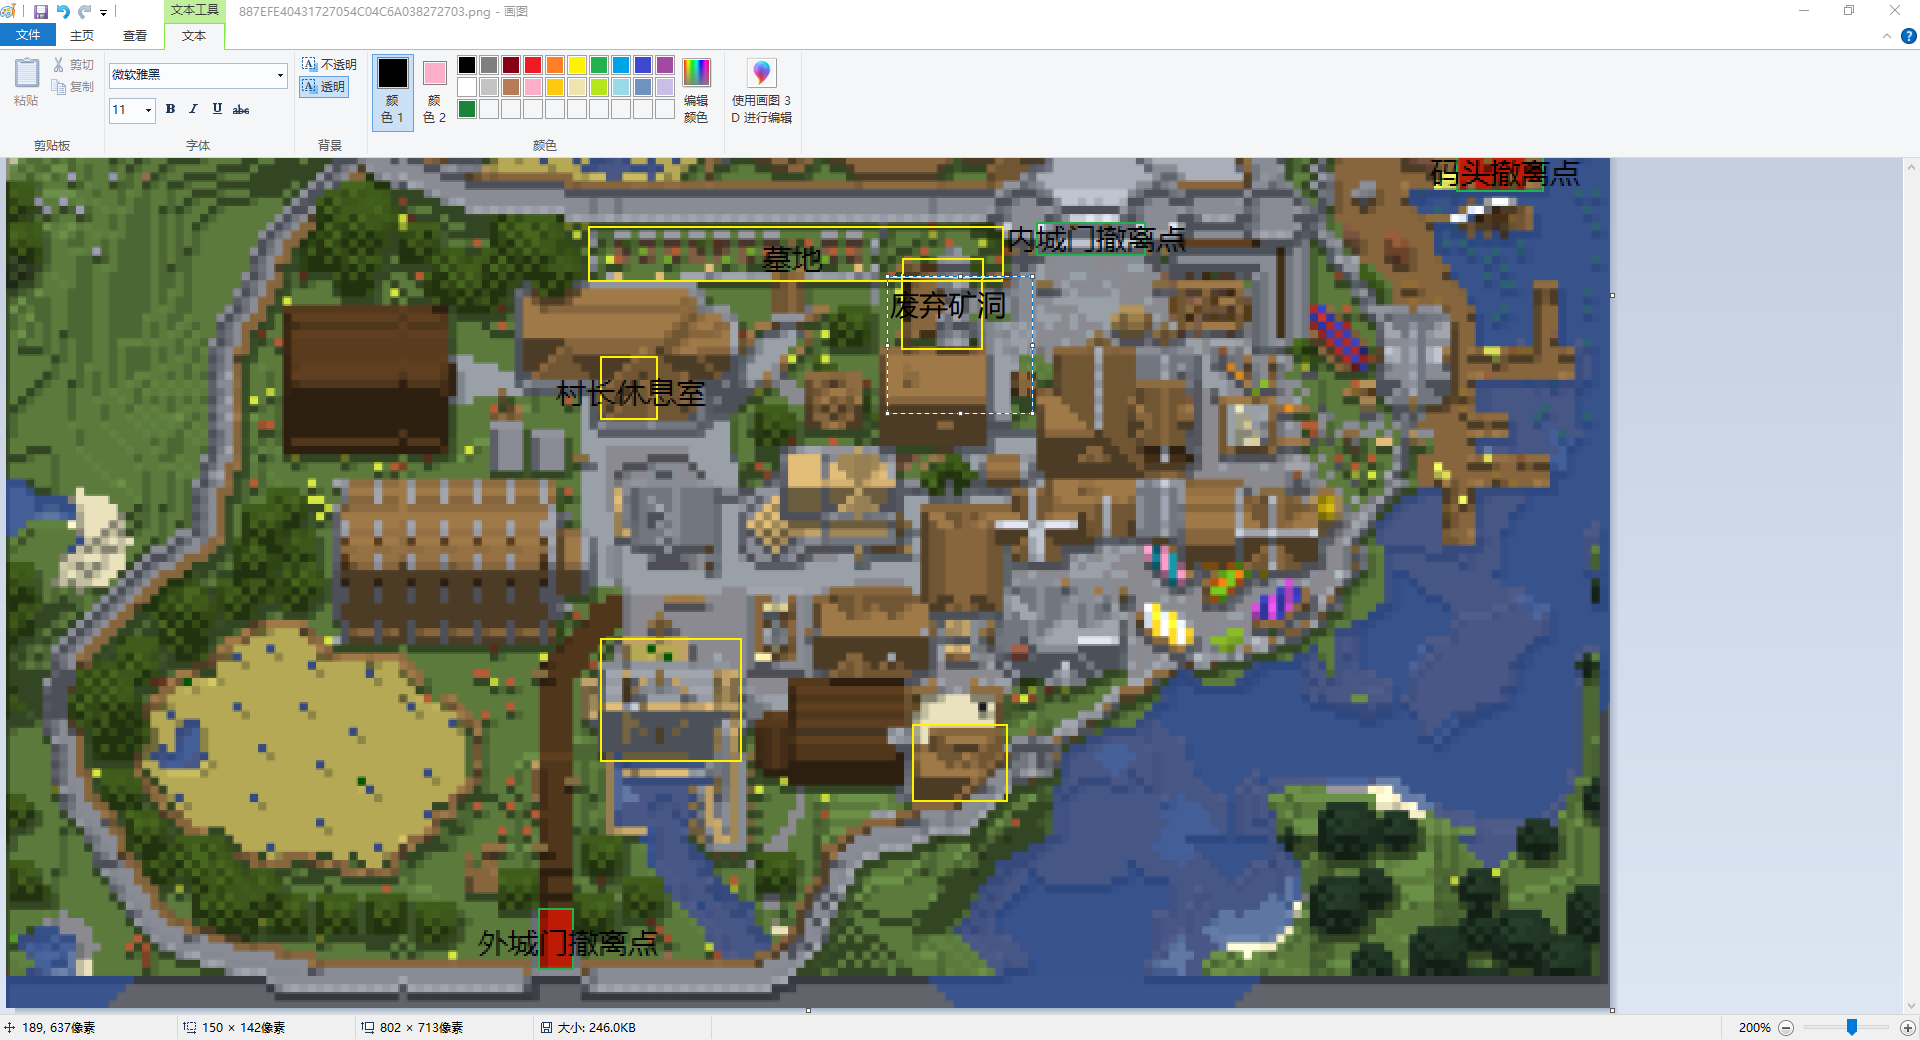 文本工具
887EFE40431727054C04C6A038272703.png - 画图
文件 主页 查看 文本
粘贴
剪切
复制
剪贴板
微软雅黑
11
B I U abc
字体
不透明
透明
背景
颜色 1
颜色 2
编辑颜色
颜色
使用画图 3D 进行编辑
码头撤离点
内城门撤离点
墓地
废弃矿洞
村长休息室
外城门撤离点
189, 637像素 150 × 142像素 802 × 713像素 大小: 246.0KB 200%